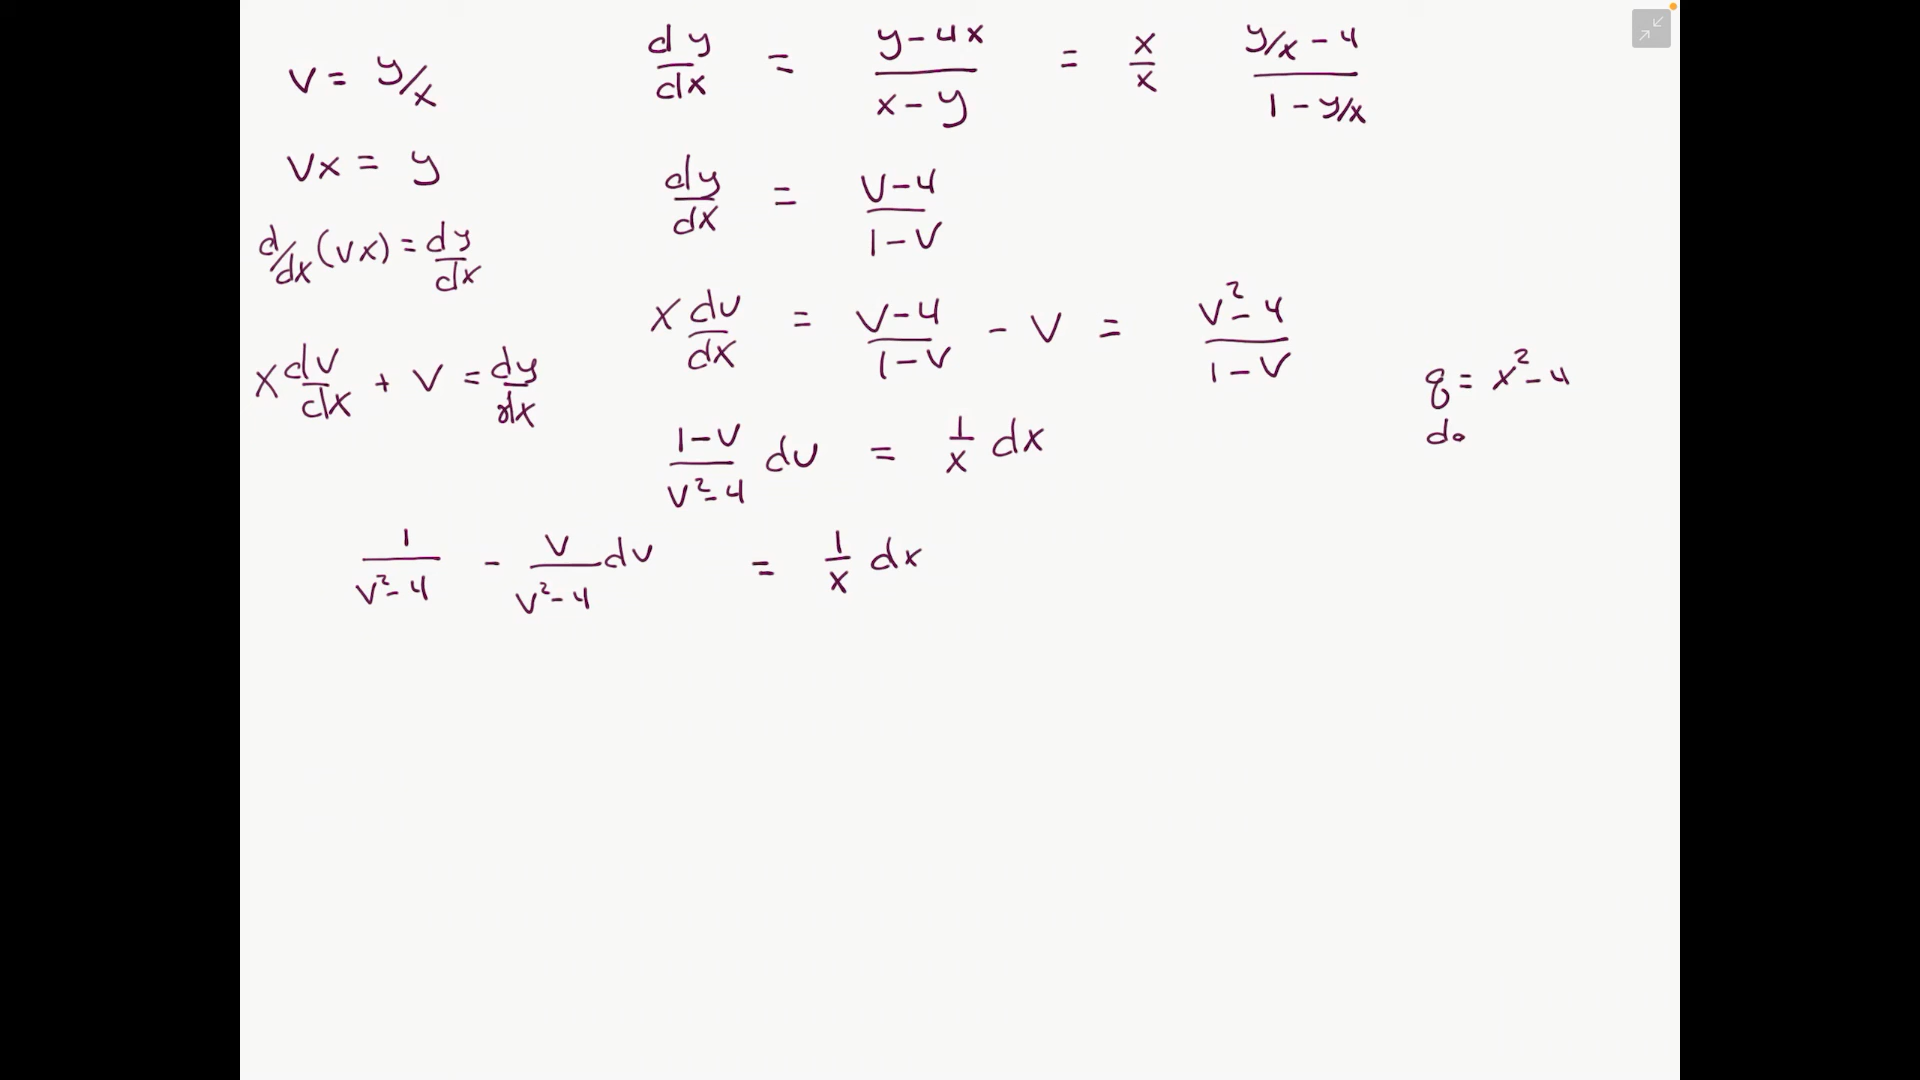 v = y/x
vx = y
d/dx (vx) = dy/dx
x dv/dx + v = dy/dx
dy/dx = (y - 4x)/(x - y) = x/x (y/x - 4)/(1 - y/x)
dy/dx = (v - 4)/(1 - v)
x dv/dx = (v - 4)/(1 - v) - v = (v² - 4)/(1 - v)
(1 - v)/(v² - 4) dv = 1/x dx
1/(v² - 4) - v/(v² - 4) dv = 1/x dx
q = x² - 4